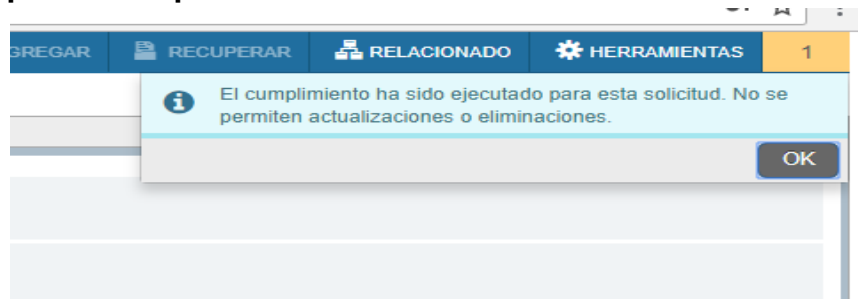 GREGAR RECUPERAR RELACIONADO HERRAMIENTAS 1
El cumplimiento ha sido ejecutado para esta solicitud. No se
permiten actualizaciones o eliminaciones.
OK